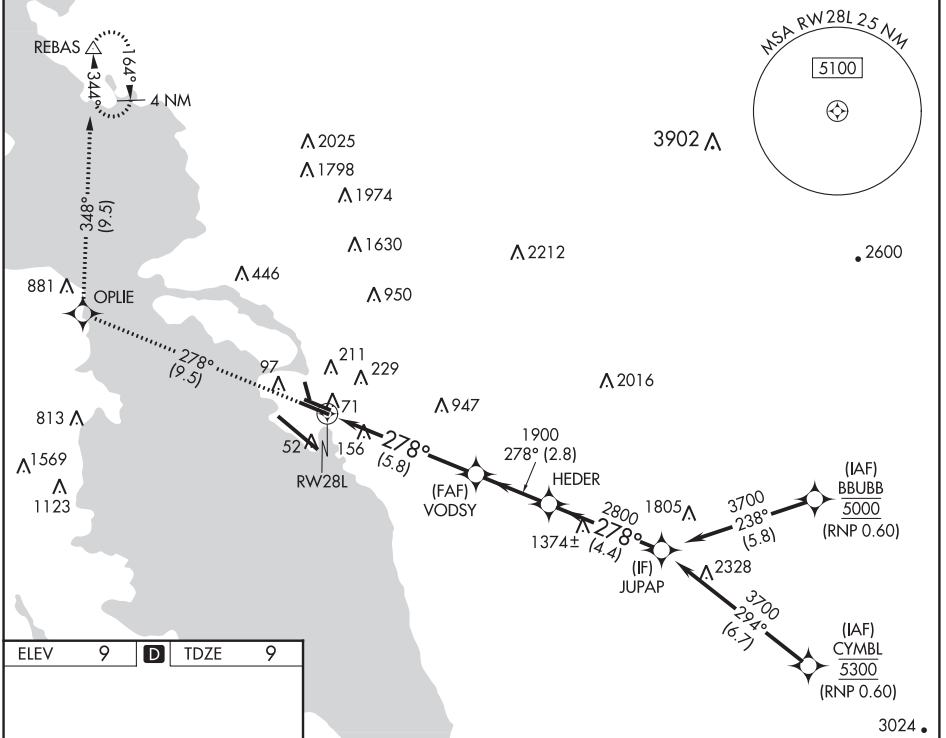 MSA RW28L 25 NM
5100
REBAS
164°
344°
4 NM
2025
1798
1974
3902
348°
(9.5)
1630
2212
2600
446
881
950
OPLIE
278°
(9.5)
97
211
229
2016
71
947
813
52
156
278°
(5.8)
1900
278° (2.8)
RW28L
1569
1123
(FAF)
VODSY
HEDER
1805
3700
238°
(5.8)
(IAF)
BBUBB
5000
(RNP 0.60)
2800
278°
(4.4)
1374±
(IF)
JUPAP
2328
3700
294°
(6.7)
(IAF)
CYMBL
5300
(RNP 0.60)
ELEV 9 D TDZE 9
3024